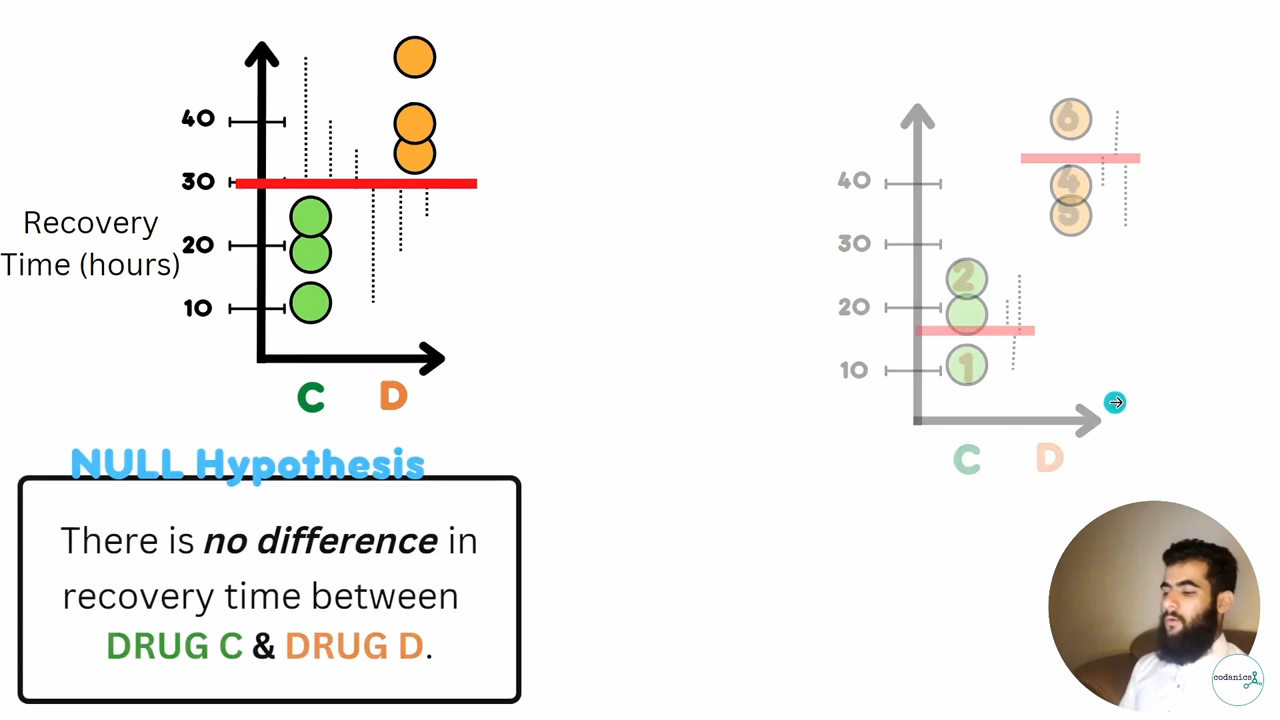 40
30
20
10
Recovery
Time (hours)
C D
NULL Hypothesis
There is no difference in
recovery time between
DRUG C & DRUG D.
6
4
5
40
30
20
10
2
1
C D
codanics